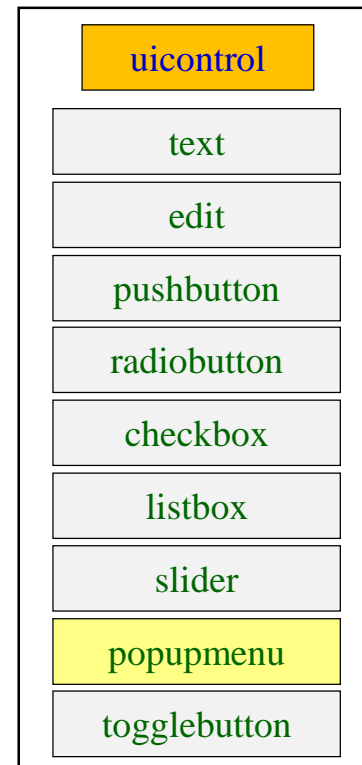 uicontrol
text
edit
pushbutton
radiobutton
checkbox
listbox
slider
popupmenu
togglebutton